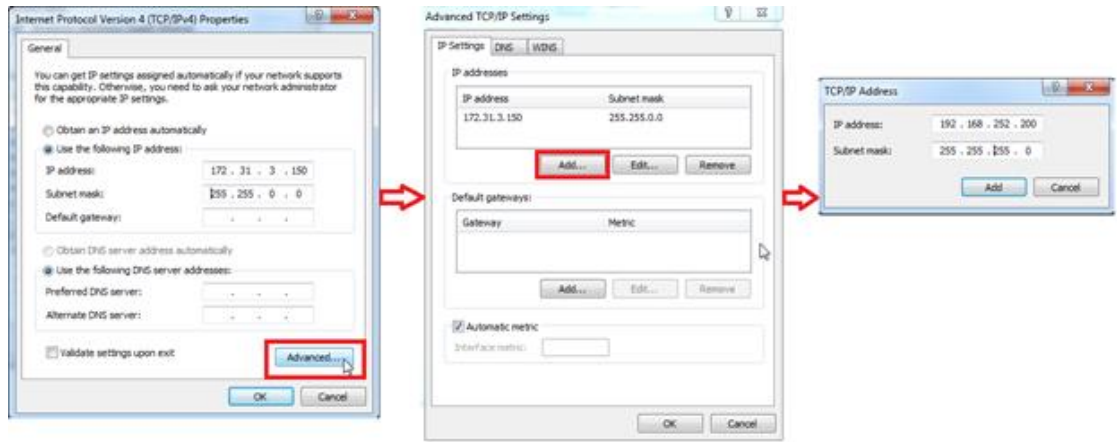 Internet Protocol Version 4 (TCP/IPv4) Properties
General
You can get IP settings assigned automatically if your network supports
this capability. Otherwise, you need to ask your network administrator
for the appropriate IP settings.
Obtain an IP address automatically
Use the following IP address:
IP address: 172 . 31 . 3 . 150
Subnet mask: 255 . 255 . 0 . 0
Default gateway: . . .
Obtain DNS server address automatically
Use the following DNS server addresses:
Preferred DNS server: . . .
Alternate DNS server: . . .
Validate settings upon exit
Advanced...
OK Cancel
Advanced TCP/IP Settings
IP Settings DNS WINS
IP addresses
IP address Subnet mask
172.31.3.150 255.255.0.0
Add... Edit... Remove
Default gateways:
Gateway Metric
Add... Edit... Remove
Automatic metric
Interface metric:
OK Cancel
TCP/IP Address
IP address: 192 . 168 . 252 . 200
Subnet mask: 255 . 255 . 255 . 0
Add Cancel